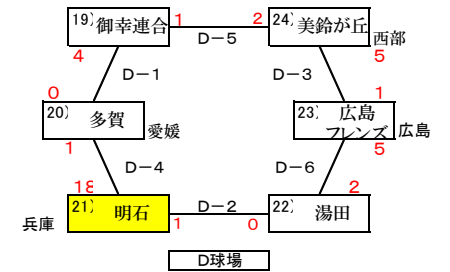 19) 御幸連合 1 2 24) 美鈴が丘
D－5 西部
4 5
D－1 D－3
0 1
20) 多賀 23) 広島
フレンズ
愛媛 広島
1 5
D－4 D－6
18 2
21) 明石 D－2 22) 湯田
兵庫 1 0
D球場